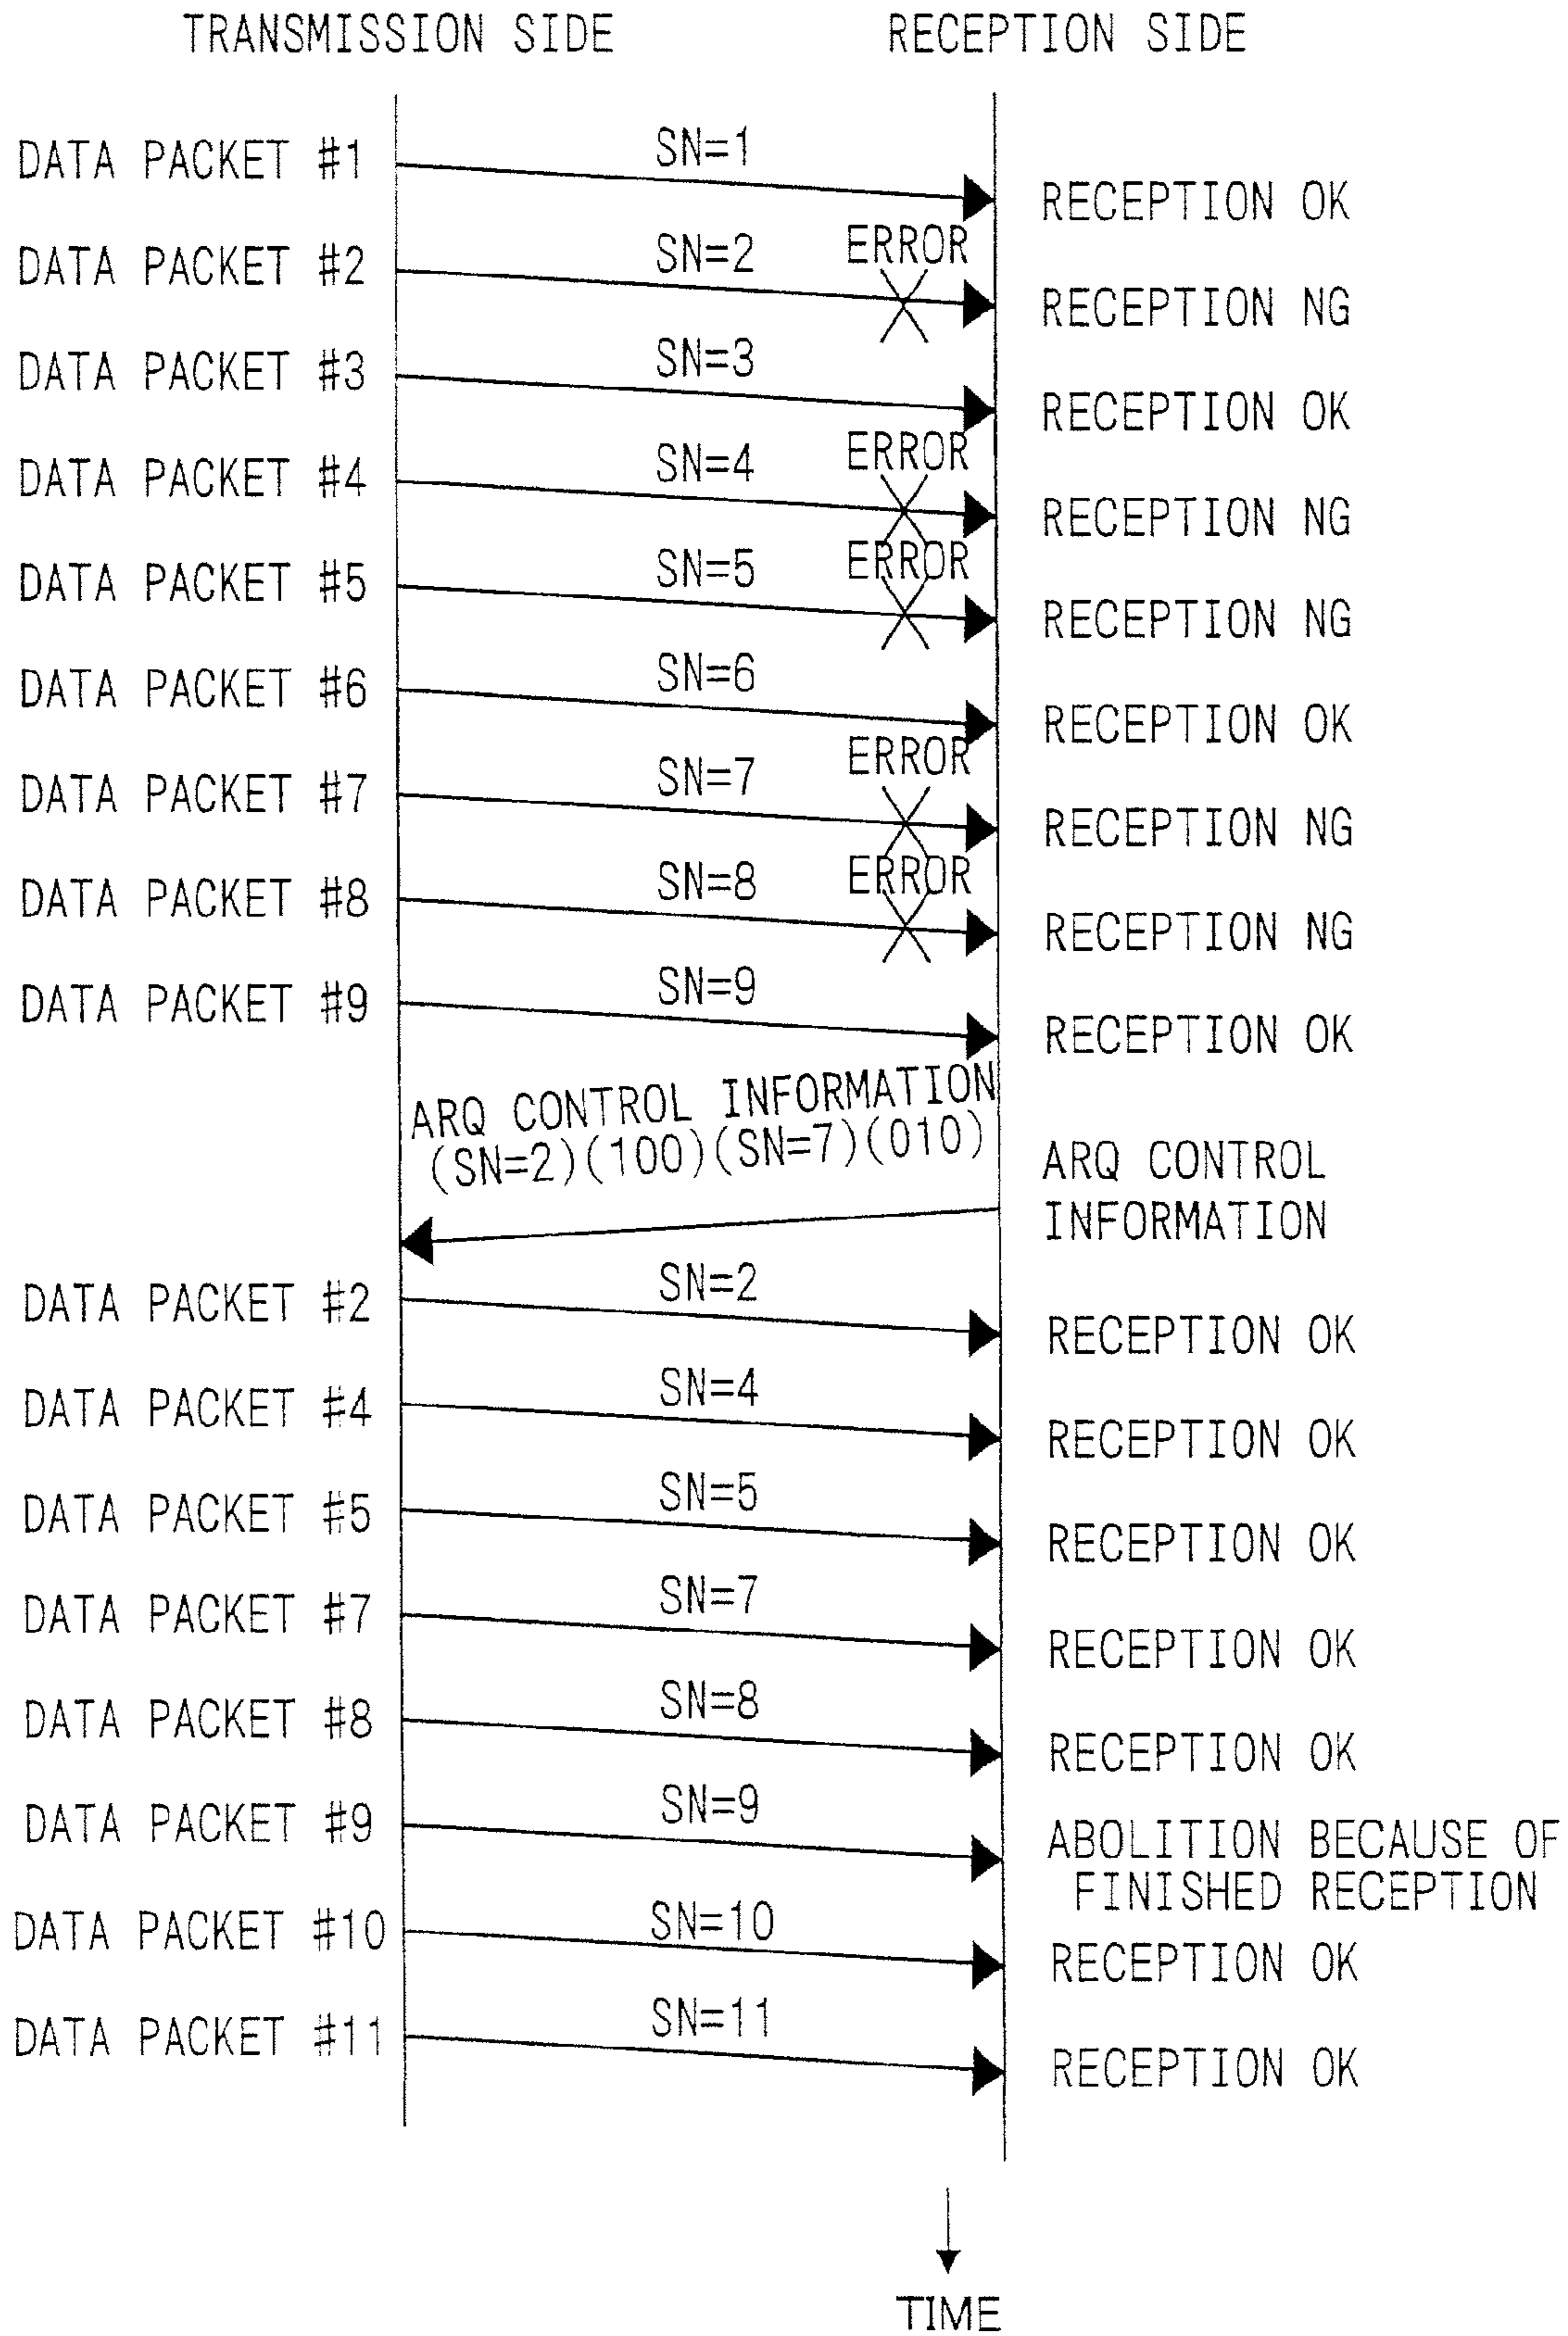 TRANSMISSION SIDE RECEPTION SIDE
DATA PACKET #1 SN=1 RECEPTION OK
DATA PACKET #2 SN=2 ERROR RECEPTION NG
DATA PACKET #3 SN=3 RECEPTION OK
DATA PACKET #4 SN=4 ERROR RECEPTION NG
DATA PACKET #5 SN=5 ERROR RECEPTION NG
DATA PACKET #6 SN=6 RECEPTION OK
DATA PACKET #7 SN=7 ERROR RECEPTION NG
DATA PACKET #8 SN=8 ERROR RECEPTION NG
DATA PACKET #9 SN=9 RECEPTION OK
ARQ CONTROL INFORMATION
(SN=2)(100)(SN=7)(010)
ARQ CONTROL
INFORMATION
DATA PACKET #2 SN=2 RECEPTION OK
DATA PACKET #4 SN=4 RECEPTION OK
DATA PACKET #5 SN=5 RECEPTION OK
DATA PACKET #7 SN=7 RECEPTION OK
DATA PACKET #8 SN=8 RECEPTION OK
DATA PACKET #9 SN=9 ABOLITION BECAUSE OF
FINISHED RECEPTION
DATA PACKET #10 SN=10 RECEPTION OK
DATA PACKET #11 SN=11 RECEPTION OK
TIME